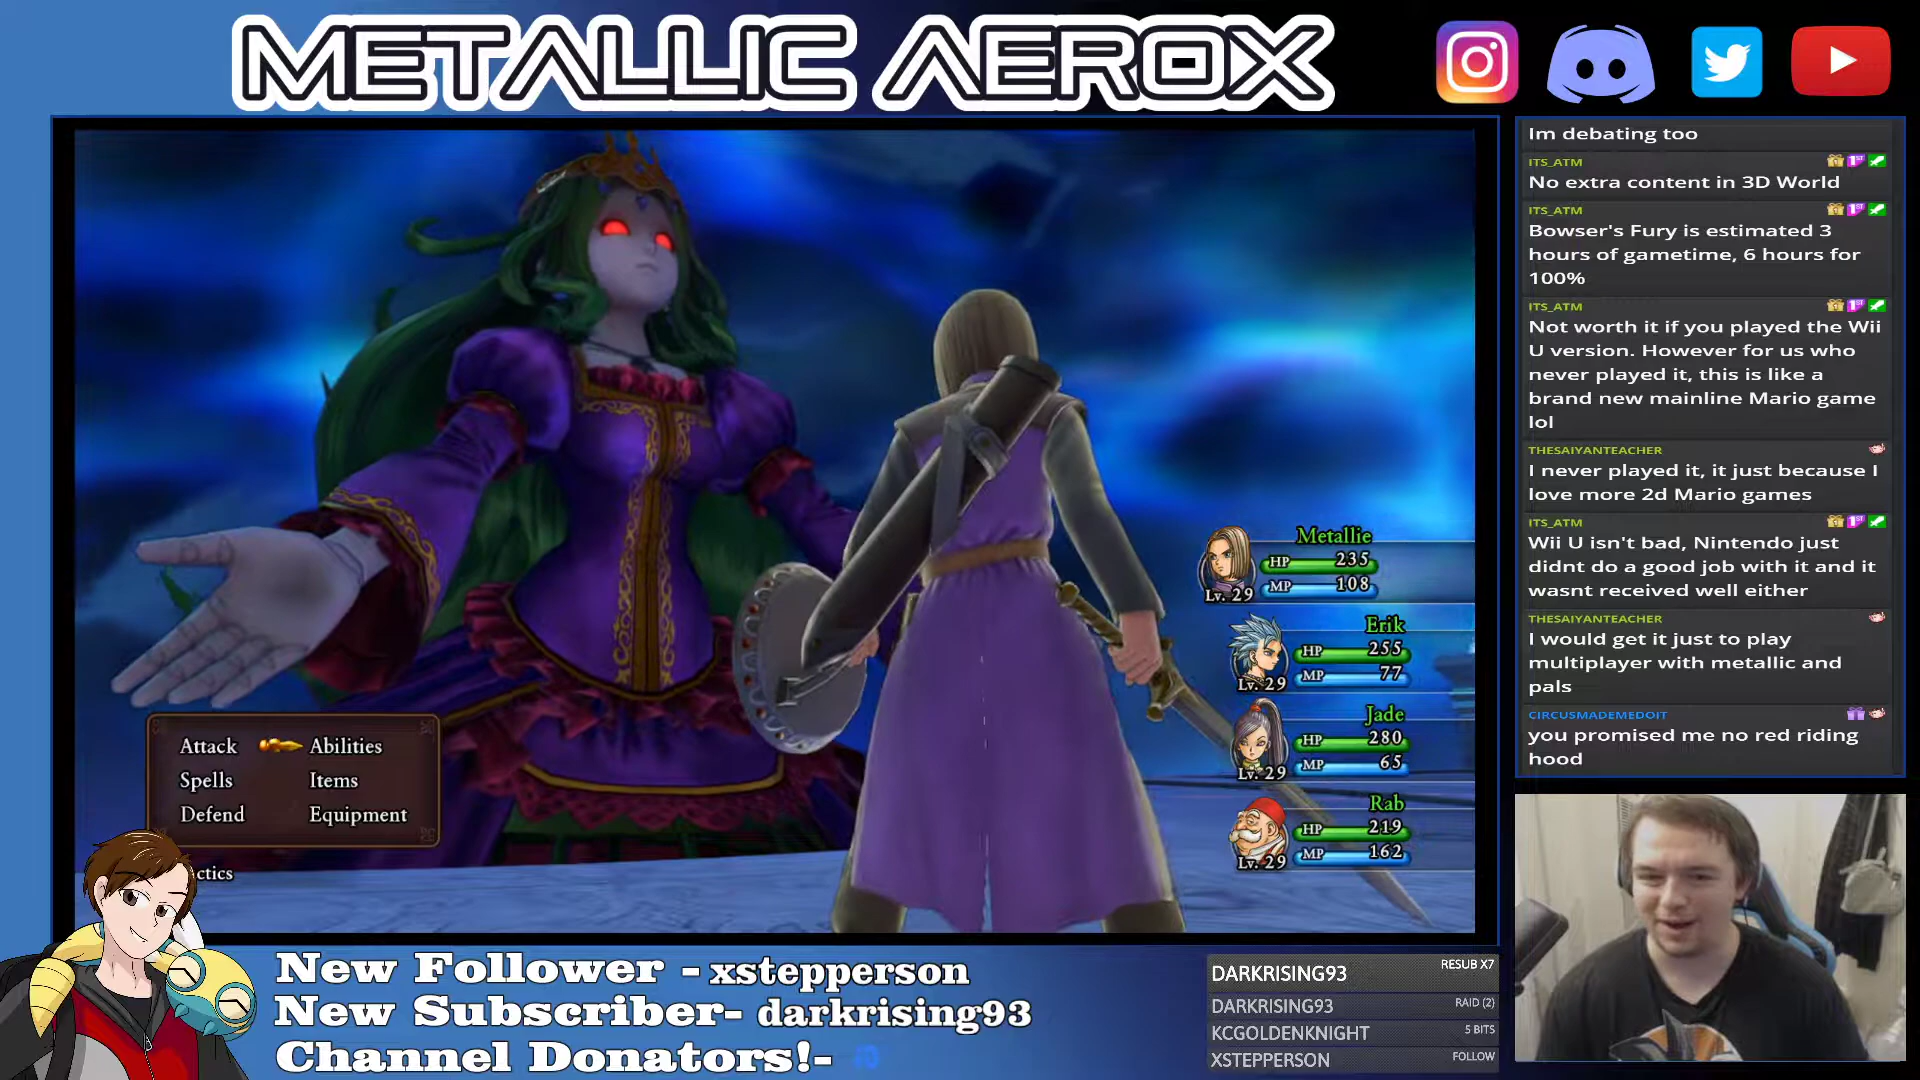 METALLIC AEROX
Im debating too
ITS_ATM
No extra content in 3D World
ITS_ATM
Bowser's Fury is estimated 3
hours of gametime, 6 hours for
100%
ITS_ATM
Not worth it if you played the Wii
U version. However for us who
never played it, this is like a
brand new mainline Mario game
lol
THESAIYANTEACHER
I never played it, it just because I
love more 2d Mario games
ITS_ATM
Wii U isn't bad, Nintendo just
didnt do a good job with it and it
wasnt received well either
THESAIYANTEACHER
I would get it just to play
multiplayer with metallic and
pals
CIRCUSMADEMEDOIT
you promised me no red riding
hood
Metallie
HP 235
Lv. 29 MP 108
Erik
HP 255
Lv. 29 MP 77
Jade
HP 280
Lv. 29 MP 65
Rab
HP 219
Lv. 29 MP 162
Attack Abilities
Spells Items
Defend Equipment
ctics
New Follower - xstepperson
New Subscriber- darkrising93
Channel Donators!-
DARKRISING93 RESUB X7
DARKRISING93 RAID (2)
KCGOLDENKNIGHT 5 BITS
XSTEPPERSON FOLLOW